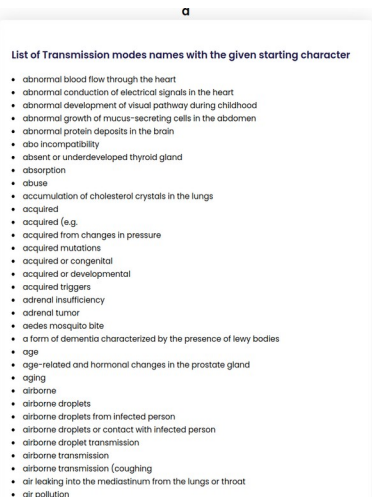 a
List of Transmission modes names with the given starting character
• abnormal blood flow through the heart
• abnormal conduction of electrical signals in the heart
• abnormal development of visual pathway during childhood
• abnormal growth of mucus-secreting cells in the abdomen
• abnormal protein deposits in the brain
• abo incompatibility
• absent or underdeveloped thyroid gland
• absorption
• abuse
• accumulation of cholesterol crystals in the lungs
• acquired
• acquired (e.g.
• acquired from changes in pressure
• acquired mutations
• acquired or congenital
• acquired or developmental
• acquired triggers
• adrenal insufficiency
• adrenal tumor
• aedes mosquito bite
• a form of dementia characterized by the presence of lewy bodies
• age
• age-related and hormonal changes in the prostate gland
• aging
• airborne
• airborne droplets
• airborne droplets from infected person
• airborne droplets or contact with infected person
• airborne droplet transmission
• airborne transmission
• airborne transmission (coughing
• air leaking into the mediastinum from the lungs or throat
• air pollution